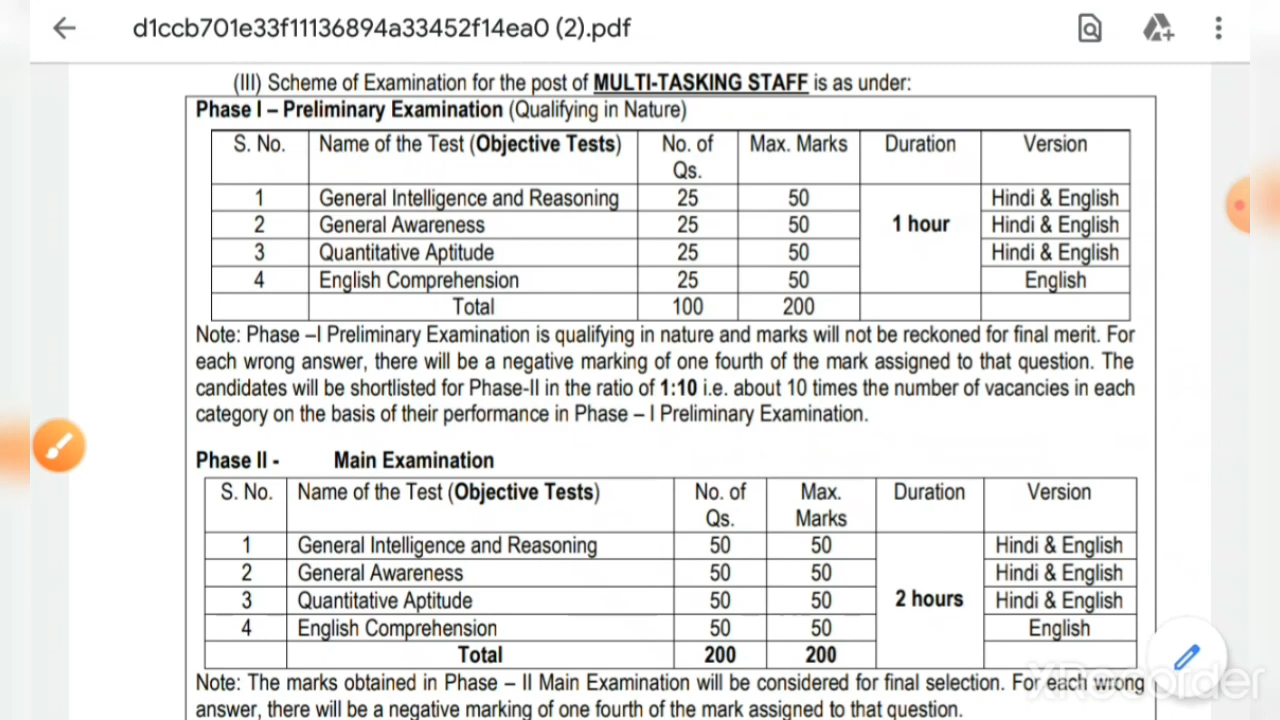 d1ccb701e33f11136894a33452f14ea0 (2).pdf
(III) Scheme of Examination for the post of MULTI-TASKING STAFF is as under:
Phase I – Preliminary Examination (Qualifying in Nature)
S. No. Name of the Test (Objective Tests) No. of Qs. Max. Marks Duration Version
1 General Intelligence and Reasoning 25 50 1 hour Hindi & English
2 General Awareness 25 50 Hindi & English
3 Quantitative Aptitude 25 50 Hindi & English
4 English Comprehension 25 50 English
Total 100 200
Note: Phase –I Preliminary Examination is qualifying in nature and marks will not be reckoned for final merit. For
each wrong answer, there will be a negative marking of one fourth of the mark assigned to that question. The
candidates will be shortlisted for Phase-II in the ratio of 1:10 i.e. about 10 times the number of vacancies in each
category on the basis of their performance in Phase – I Preliminary Examination.
Phase II - Main Examination
S. No. Name of the Test (Objective Tests) No. of Qs. Max. Marks Duration Version
1 General Intelligence and Reasoning 50 50 2 hours Hindi & English
2 General Awareness 50 50 Hindi & English
3 Quantitative Aptitude 50 50 Hindi & English
4 English Comprehension 50 50 English
Total 200 200
Note: The marks obtained in Phase – II Main Examination will be considered for final selection. For each wrong
answer, there will be a negative marking of one fourth of the mark assigned to that question.
XRecorder